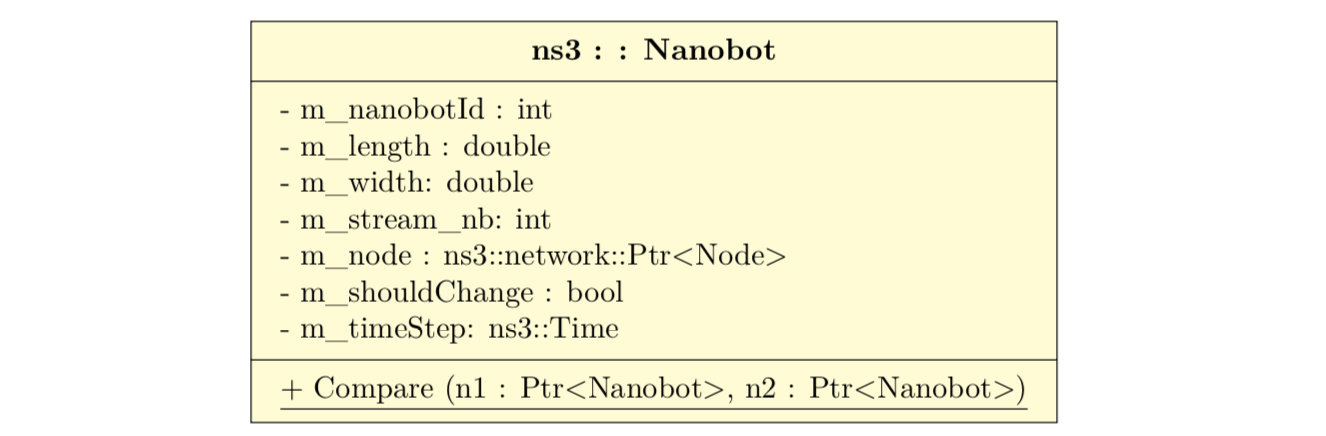 ns3 : : Nanobot
- m_nanobotId : int
- m_length : double
- m_width: double
- m_stream_nb: int
- m_node : ns3::network::Ptr<Node>
- m_shouldChange : bool
- m_timeStep: ns3::Time
+ Compare (n1 : Ptr<Nanobot>, n2 : Ptr<Nanobot>)